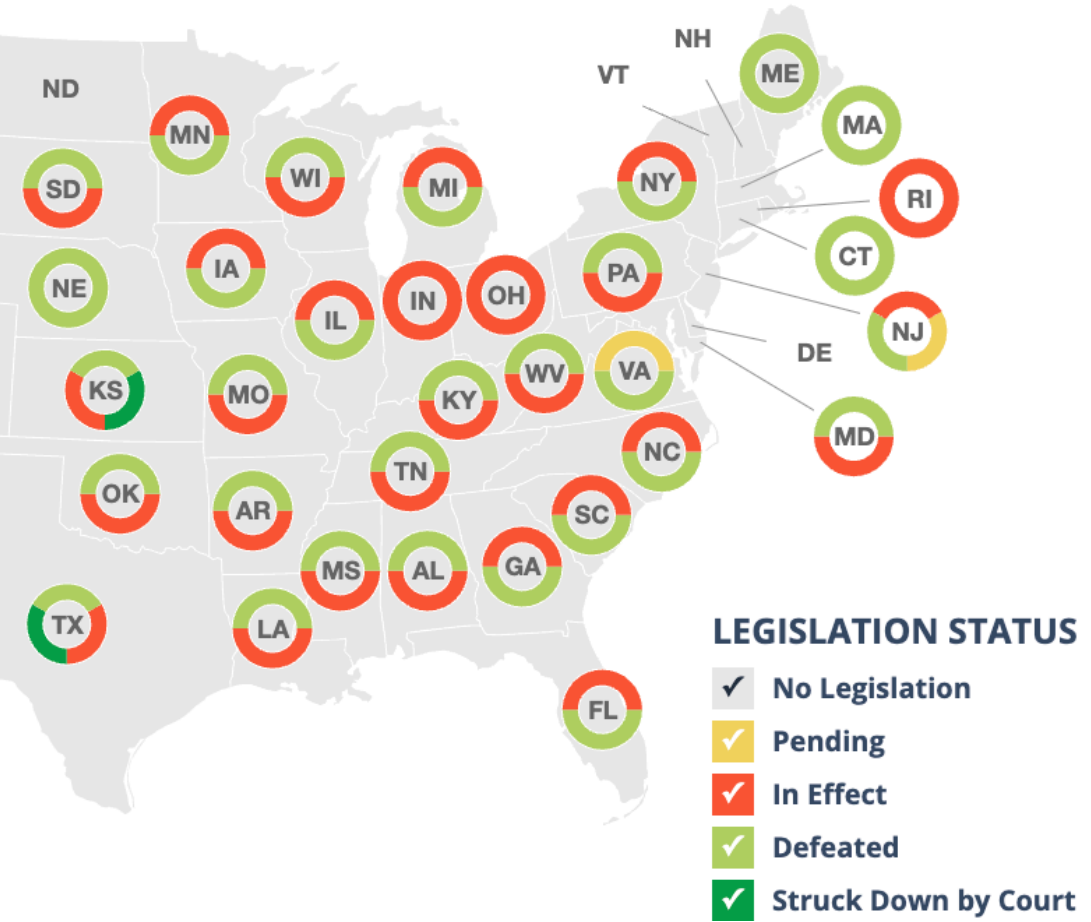 NH
VT
ME
ND
MN
MA
WI
NY
MI
SD
RI
CT
IA
PA
NE
IN
OH
IL
NJ
DE
WV
VA
KS
MO
KY
MD
NC
TN
OK
AR
SC
MS
AL
GA
TX
LA
LEGISLATION STATUS
No Legislation
FL
Pending
In Effect
Defeated
Struck Down by Court